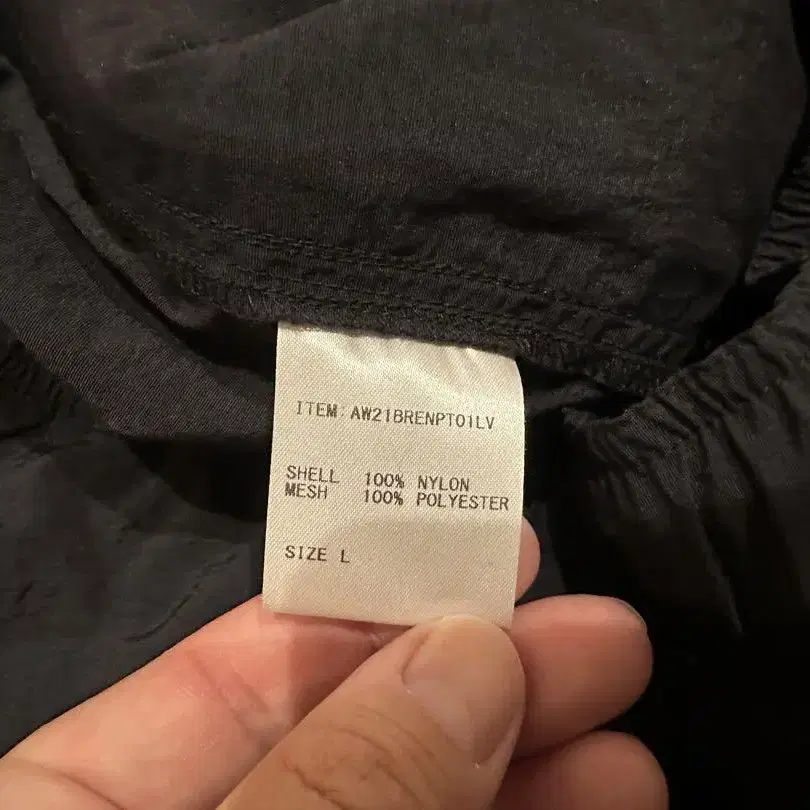 ITEM:AW21BRENPT01LV
SHELL 100% NYLON
MESH 100% POLYESTER
SIZE L